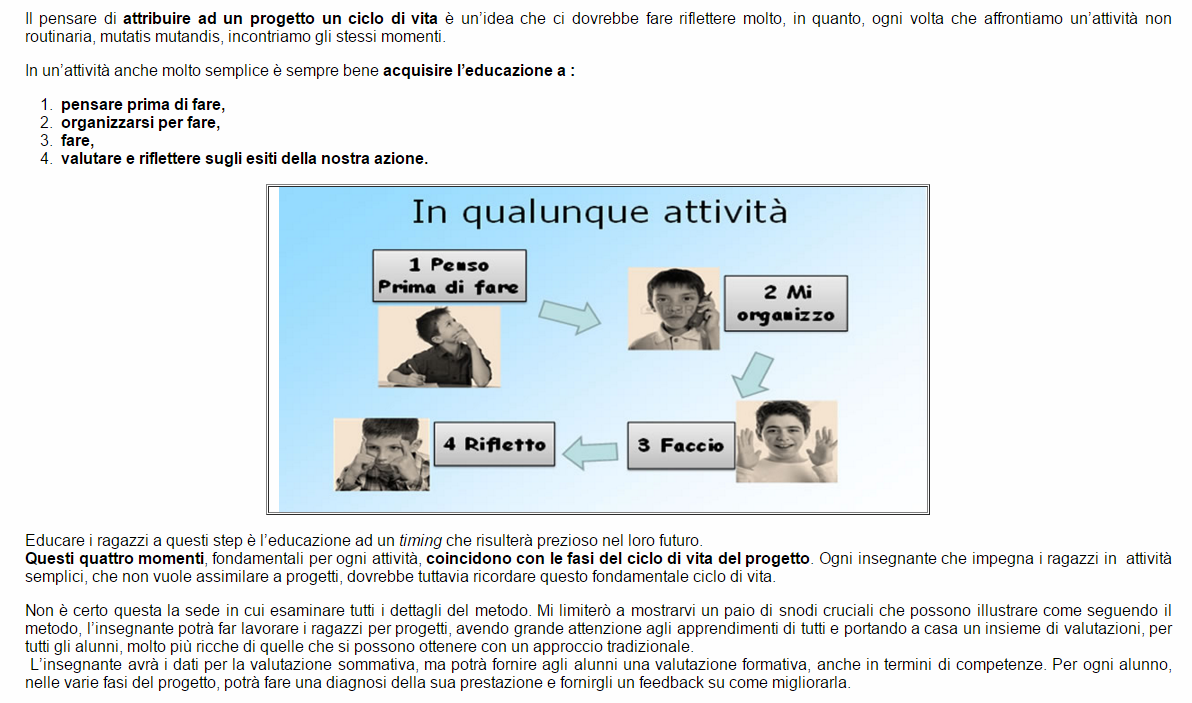 Il pensare di attribuire ad un progetto un ciclo di vita è un'idea che ci dovrebbe fare riflettere molto, in quanto, ogni volta che affrontiamo un'attività non
routinaria, mutatis mutandis, incontriamo gli stessi momenti.
In un'attività anche molto semplice è sempre bene acquisire l'educazione a :
1. pensare prima di fare,
2. organizzarsi per fare,
3. fare,
4. valutare e riflettere sugli esiti della nostra azione.
In qualunque attività
1 Penso
Prima di fare
2 Mi
organizzo
3 Faccio
4 Rifletto
Educare i ragazzi a questi step è l'educazione ad un timing che risulterà prezioso nel loro futuro.
Questi quattro momenti, fondamentali per ogni attività, coincidono con le fasi del ciclo di vita del progetto. Ogni insegnante che impegna i ragazzi in attività
semplici, che non vuole assimilare a progetti, dovrebbe tuttavia ricordare questo fondamentale ciclo di vita.
Non è certo questa la sede in cui esaminare tutti i dettagli del metodo. Mi limiterò a mostrarvi un paio di snodi cruciali che possono illustrare come seguendo il
metodo, l'insegnante potrà far lavorare i ragazzi per progetti, avendo grande attenzione agli apprendimenti di tutti e portando a casa un insieme di valutazioni, per
tutti gli alunni, molto più ricche di quelle che si possono ottenere con un approccio tradizionale.
L'insegnante avrà i dati per la valutazione sommativa, ma potrà fornire agli alunni una valutazione formativa, anche in termini di competenze. Per ogni alunno,
nelle varie fasi del progetto, potrà fare una diagnosi della sua prestazione e fornirgli un feedback su come migliorarla.